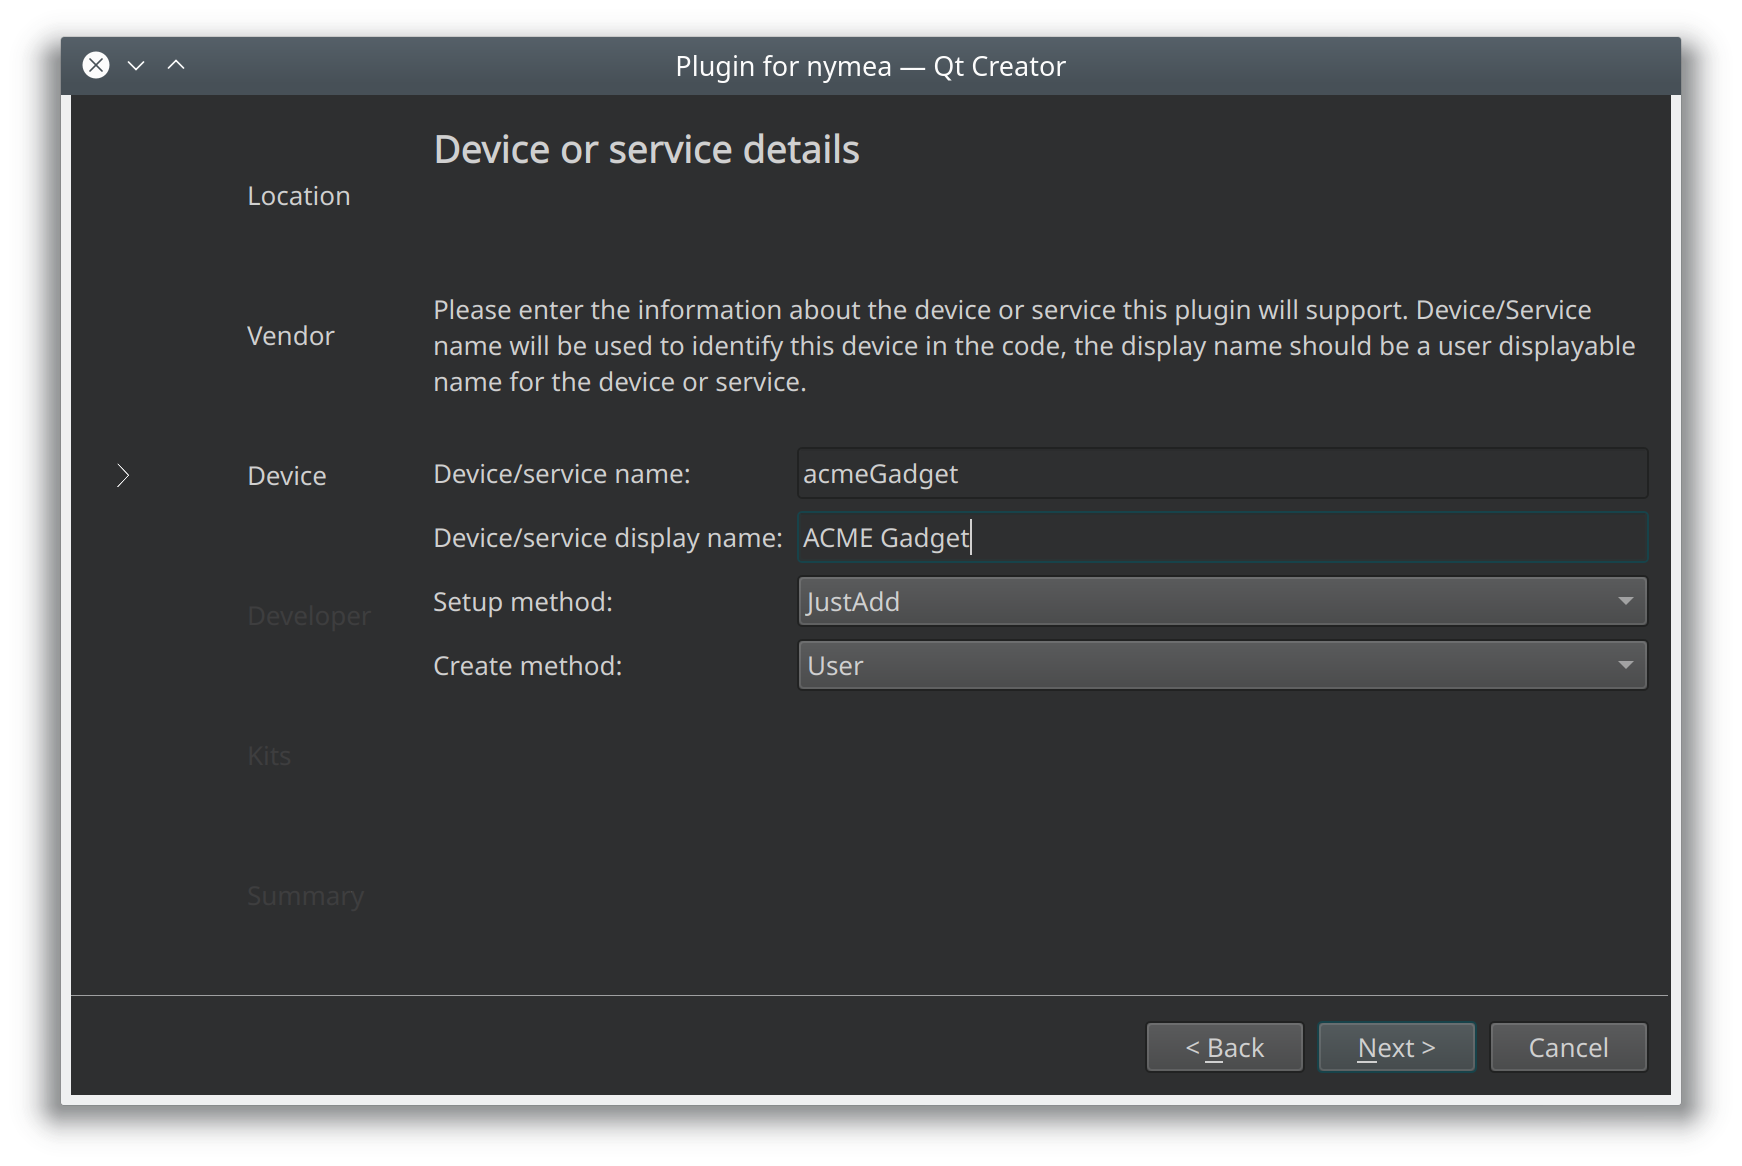 Plugin for nymea — Qt Creator
Device or service details
Location
Vendor
Device
Developer
Kits
Summary
Please enter the information about the device or service this plugin will support. Device/Service
name will be used to identify this device in the code, the display name should be a user displayable
name for the device or service.
Device/service name: acmeGadget
Device/service display name: ACME Gadget
Setup method: JustAdd
Create method: User
< Back Next > Cancel